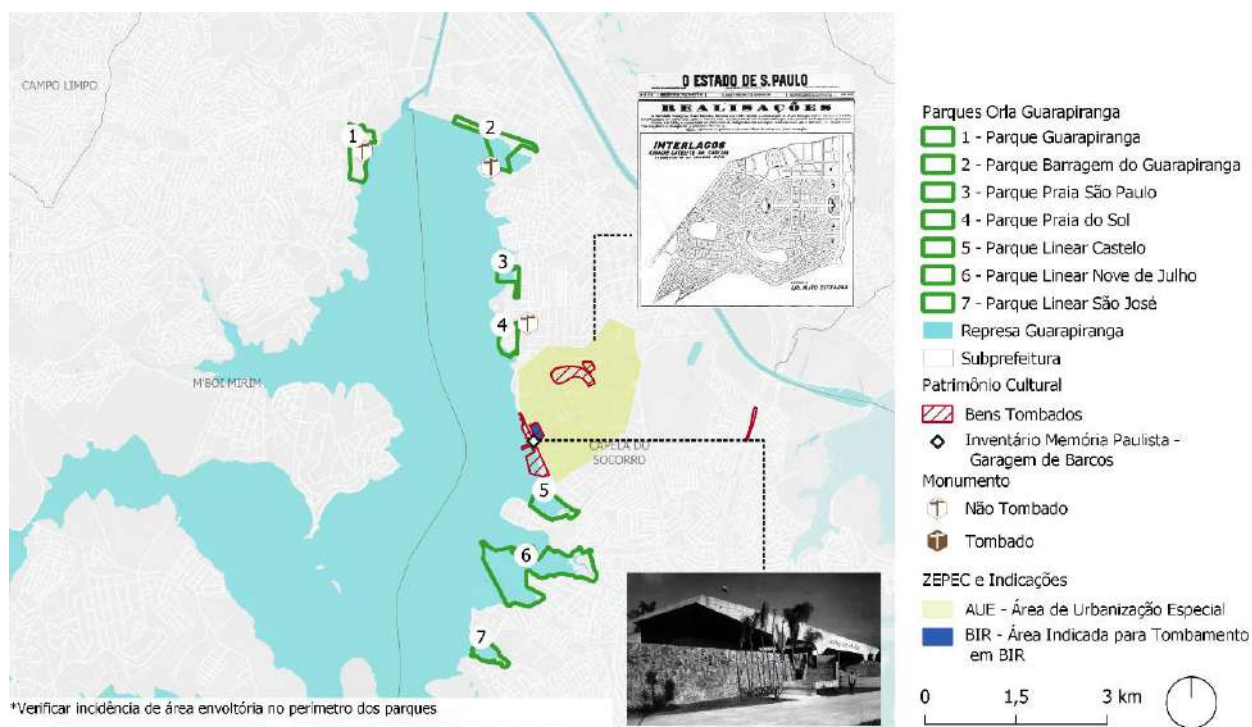 CAMPO LIMPO
M'BOI MIRIM
CAPELA DO
SOCORRO
1
2
3
4
5
6
7
O ESTADO DE S.PAULO
REALISAÇÕES
INTERLAGOS
CIDADE SATELITE DA CAPITAL
*Verificar incidência de área envoltória no perímetro dos parques
Parques Orla Guarapiranga
1 - Parque Guarapiranga
2 - Parque Barragem do Guarapiranga
3 - Parque Praia São Paulo
4 - Parque Praia do Sol
5 - Parque Linear Castelo
6 - Parque Linear Nove de Julho
7 - Parque Linear São José
Represa Guarapiranga
Subprefeitura
Patrimônio Cultural
Bens Tombados
Inventário Memória Paulista -
Garagem de Barcos
Monumento
Não Tombado
Tombado
ZEPEC e Indicações
AUE - Área de Urbanização Especial
BIR - Área Indicada para Tombamento
em BIR
0 1,5 3 km